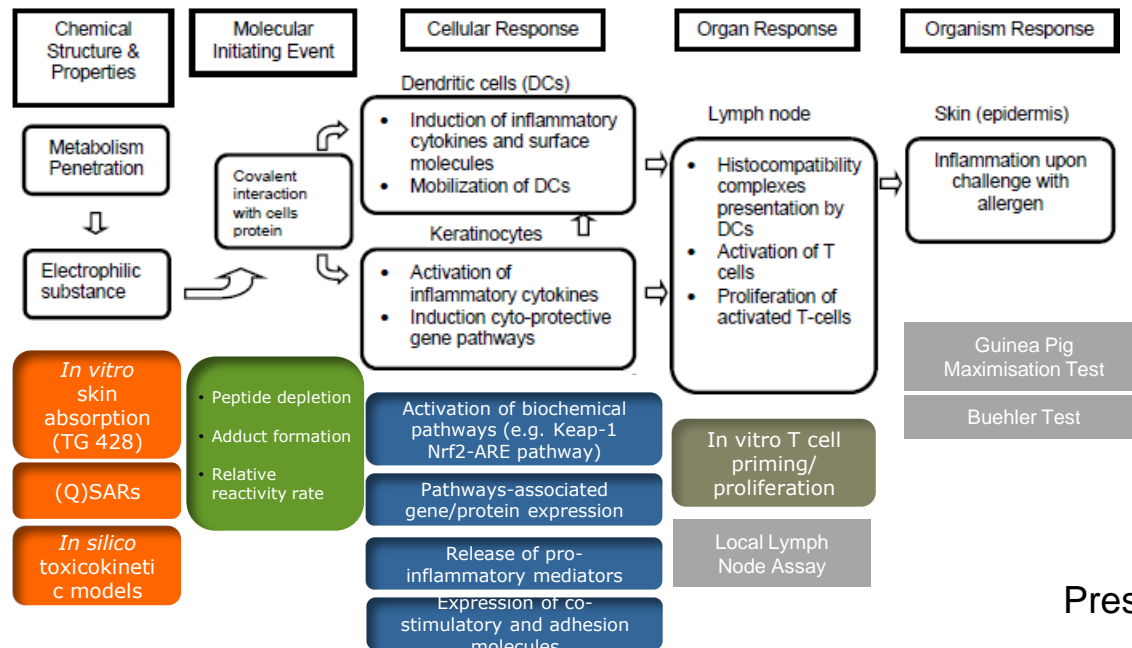 Chemical
Structure &
Properties
Molecular
Initiating Event
Cellular Response
Organ Response
Organism Response
Metabolism
Penetration
Electrophilic
substance
Covalent
interaction
with cells
protein
Dendritic cells (DCs)
• Induction of inflammatory
cytokines and surface
molecules
• Mobilization of DCs
Keratinocytes
• Activation of
inflammatory cytokines
• Induction cyto-protective
gene pathways
Lymph node
• Histocompatibility
complexes
presentation by
DCs
• Activation of T
cells
• Proliferation of
activated T-cells
Skin (epidermis)
Inflammation upon
challenge with
allergen
In vitro
skin
absorption
(TG 428)
(Q)SARs
In silico
toxicokineti
c models
• Peptide depletion
• Adduct formation
• Relative
reactivity rate
Activation of biochemical
pathways (e.g. Keap-1
Nrf2-ARE pathway)
Pathways-associated
gene/protein expression
Release of pro-
inflammatory mediators
Expression of co-
stimulatory and adhesion
molecules
In vitro T cell
priming/
proliferation
Local Lymph
Node Assay
Guinea Pig
Maximisation Test
Buehler Test
Pres